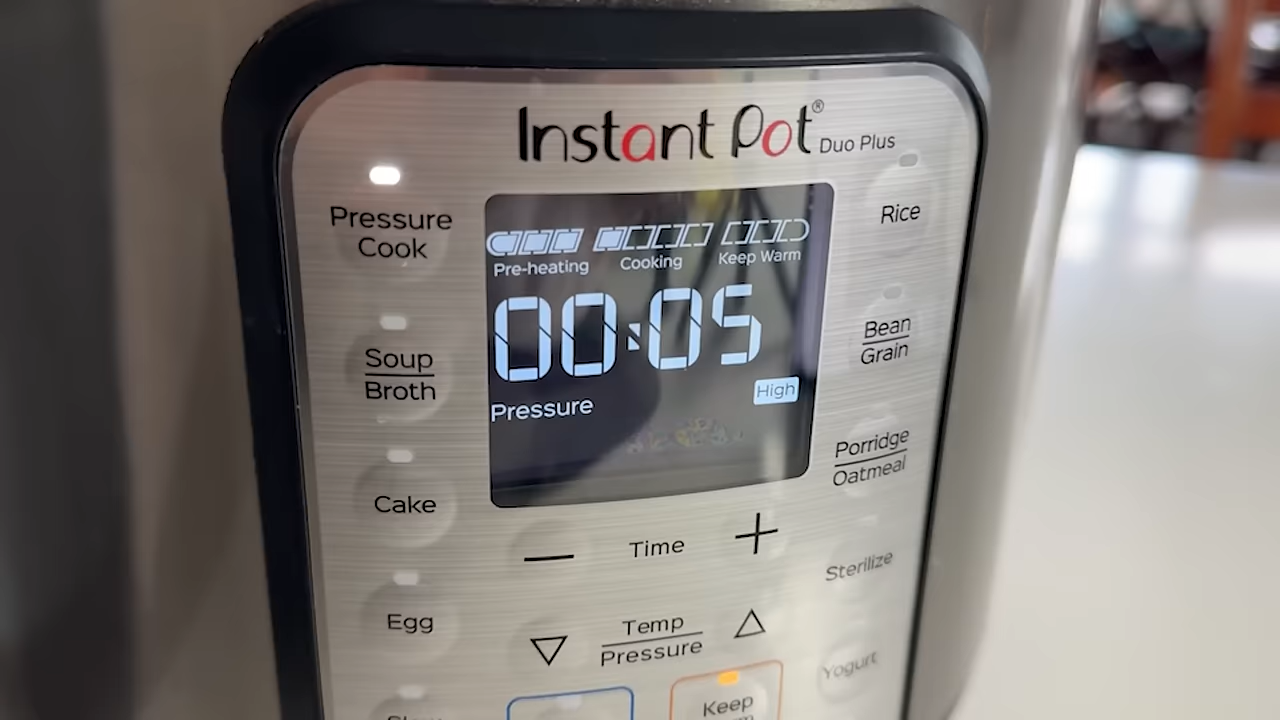 Instant Pot®
Duo Plus
Pressure
Cook
Rice
Pre-heating Cooking Keep Warm
00:05
Pressure High
Soup
Broth
Bean
Grain
Cake
Porridge
Oatmeal
— Time +
Egg
Temp
Pressure
Sterilize
Yogurt
Keep